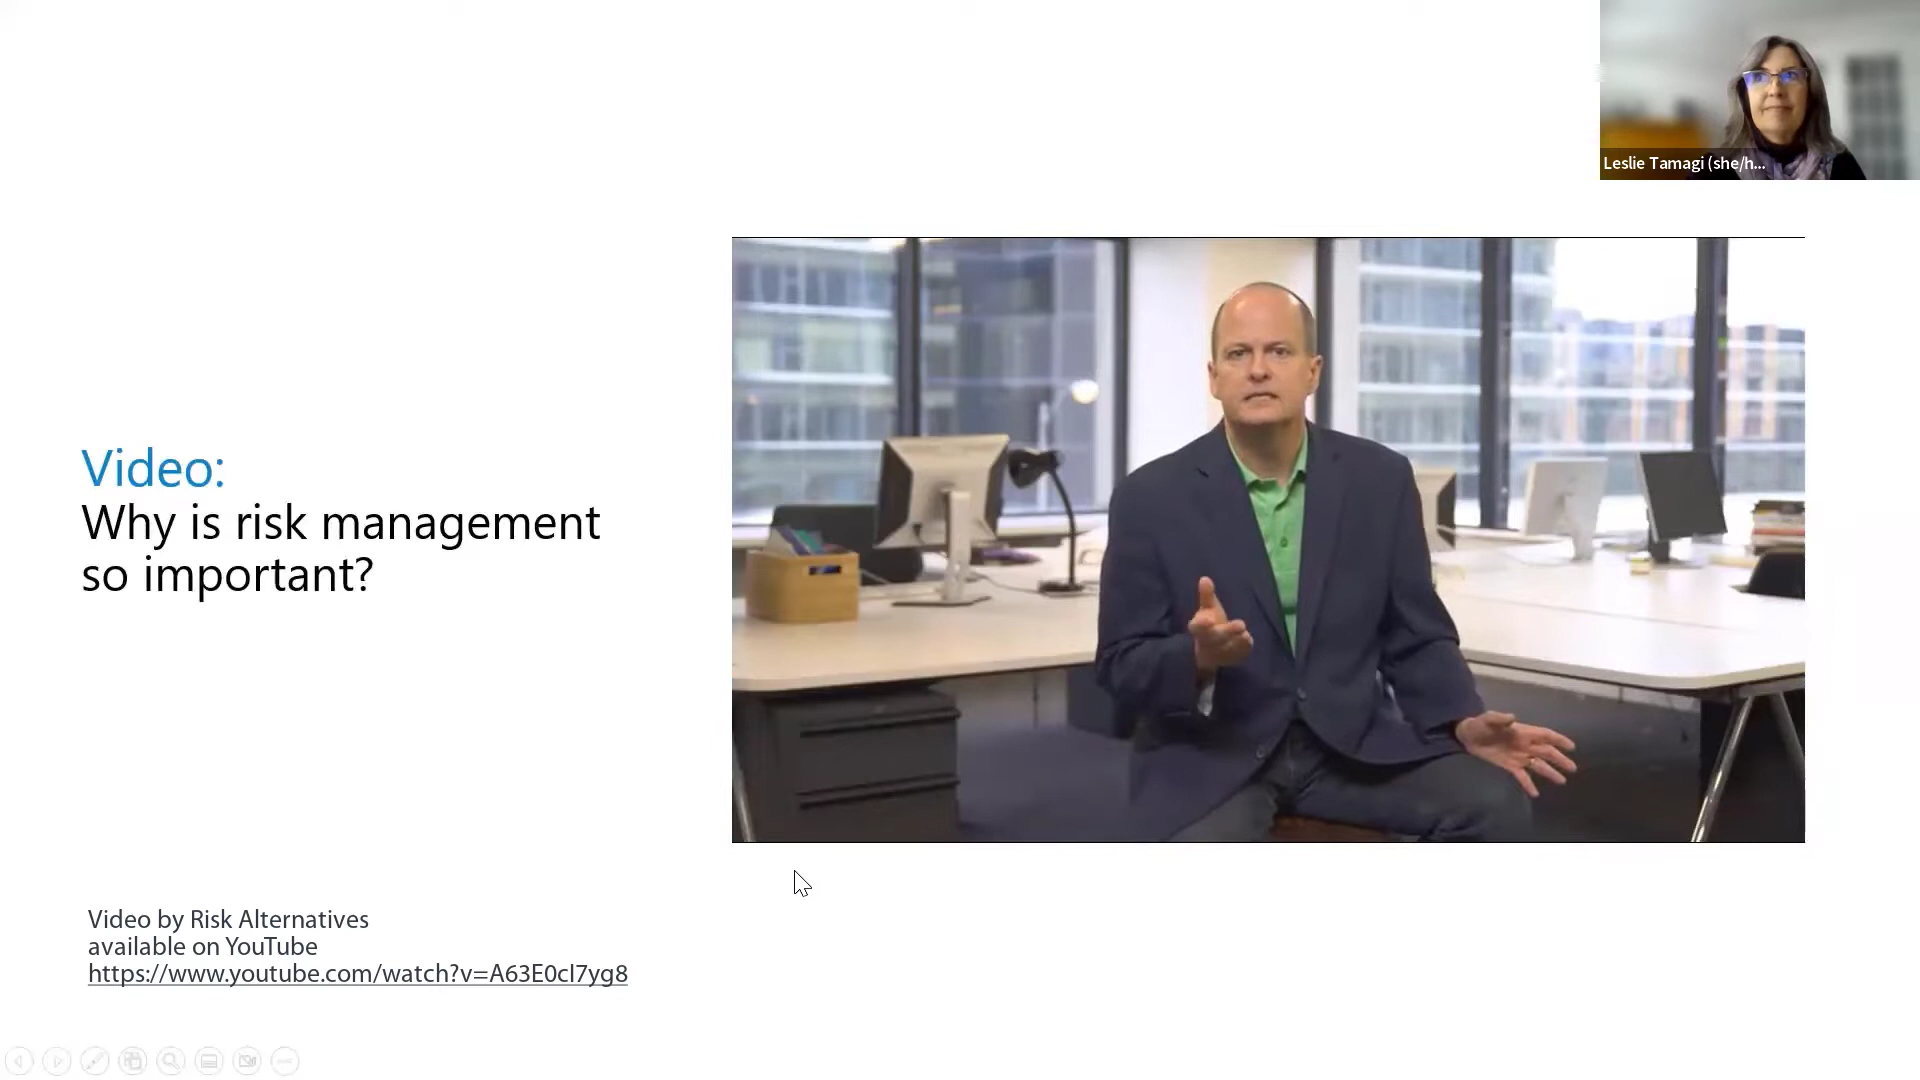 Leslie Tamagi (she/h...
Video:
Why is risk management
so important?
Video by Risk Alternatives
available on YouTube
https://www.youtube.com/watch?v=A63E0cl7yg8